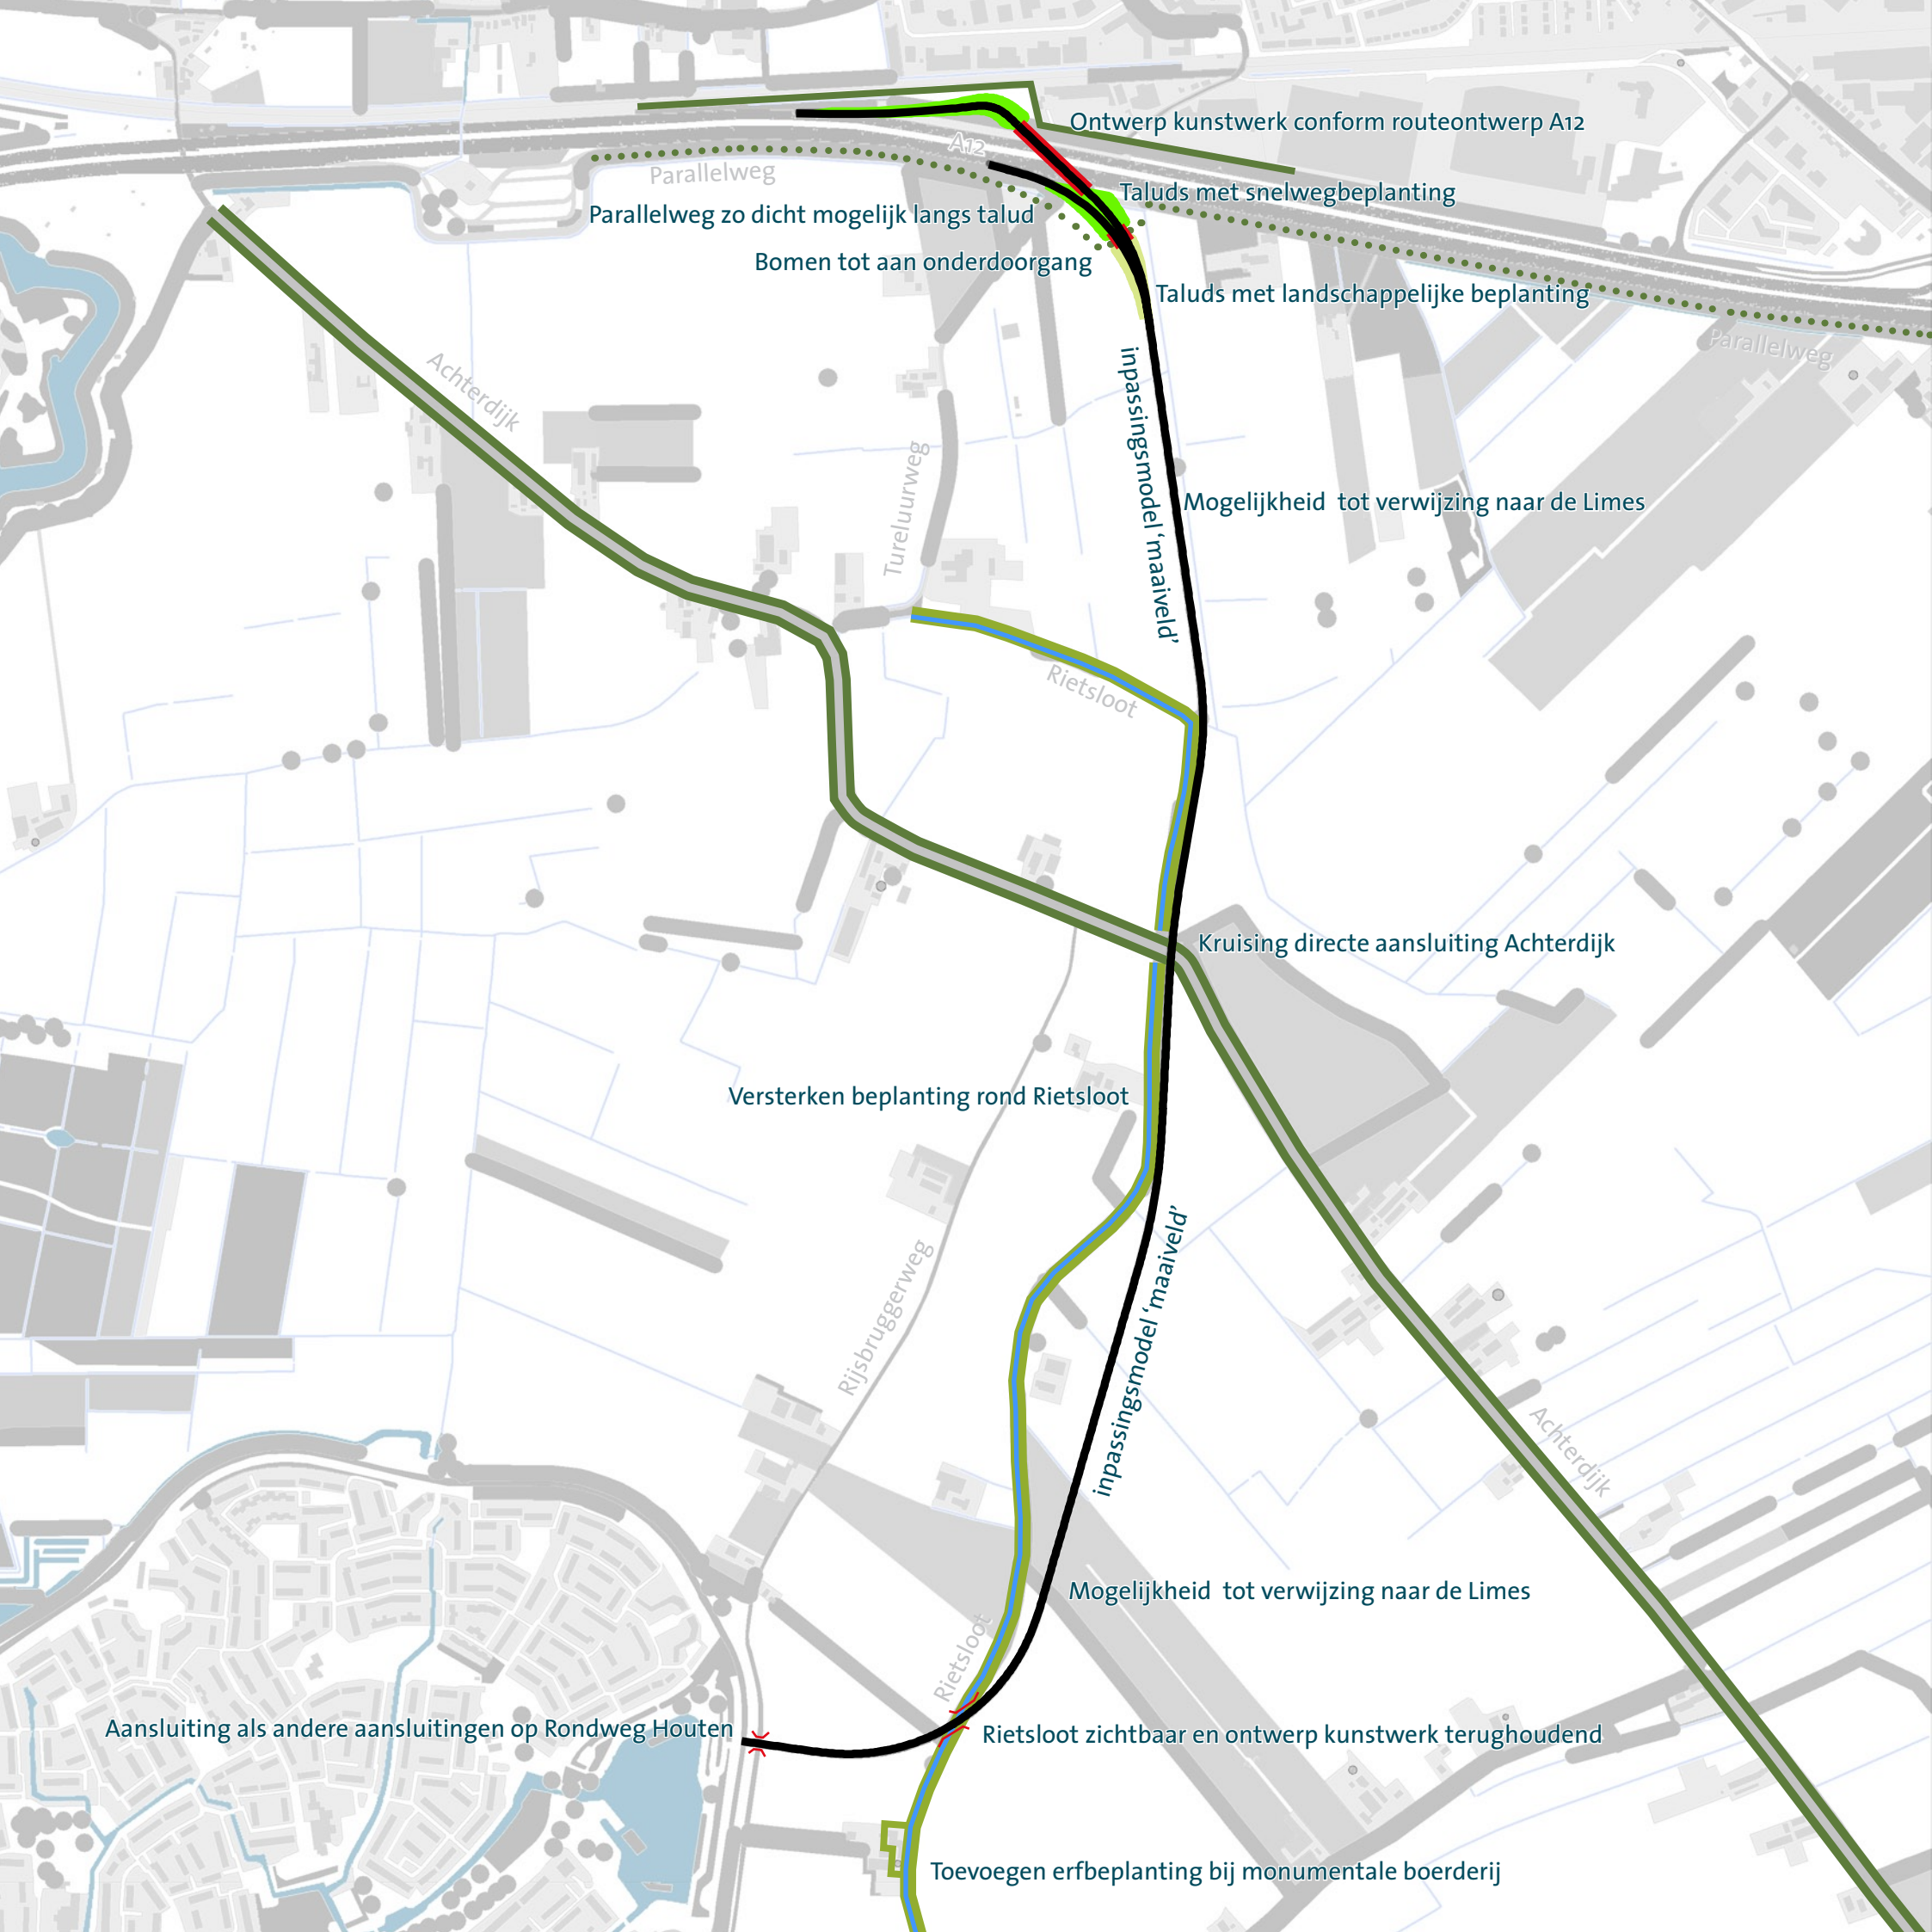 Ontwerp kunstwerk conform routeontwerp A12
A12
Parallelweg
Taluds met snelwegbeplanting
Parallelweg zo dicht mogelijk langs talud
Bomen tot aan onderdoorgang
Taluds met landschappelijke beplanting
Parallelweg
Achterdijk
inpassingsmodel ‘maaiveld’
Tureluurweg
Mogelijkheid tot verwijzing naar de Limes
Rietsloot
Kruising directe aansluiting Achterdijk
Versterken beplanting rond Rietsloot
Rijsbruggerweg
inpassingsmodel ‘maaiveld’
Achterdijk
Mogelijkheid tot verwijzing naar de Limes
Rietsloot
Aansluiting als andere aansluitingen op Rondweg Houten
Rietsloot zichtbaar en ontwerp kunstwerk terughoudend
Toevoegen erfbeplanting bij monumentale boerderij